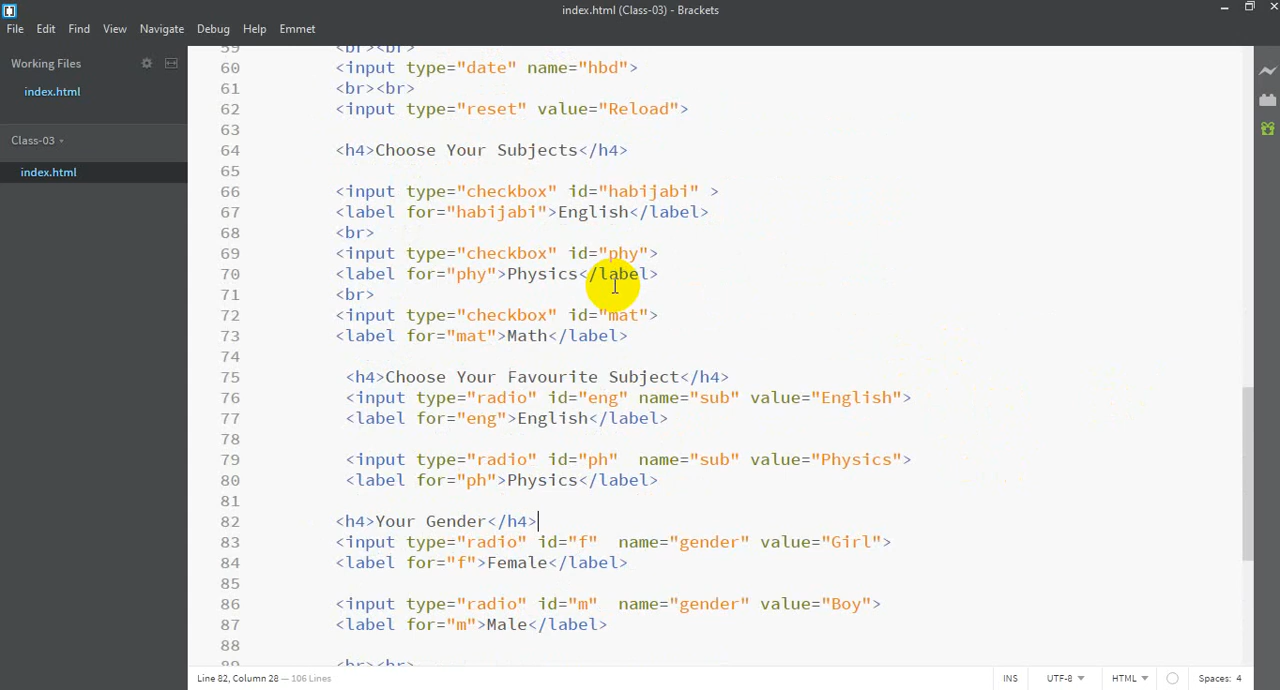 index.html (Class-03) - Brackets
File Edit Find View Navigate Debug Help Emmet
Working Files
index.html
Class-03
index.html
59 <br><br>
60 <input type="date" name="hbd">
61 <br><br>
62 <input type="reset" value="Reload">
63
64 <h4>Choose Your Subjects</h4>
65
66 <input type="checkbox" id="habijabi" >
67 <label for="habijabi">English</label>
68 <br>
69 <input type="checkbox" id="phy">
70 <label for="phy">Physics</label>
71 <br>
72 <input type="checkbox" id="mat">
73 <label for="mat">Math</label>
74
75 <h4>Choose Your Favourite Subject</h4>
76 <input type="radio" id="eng" name="sub" value="English">
77 <label for="eng">English</label>
78
79 <input type="radio" id="ph"  name="sub" value="Physics">
80 <label for="ph">Physics</label>
81
82 <h4>Your Gender</h4>
83 <input type="radio" id="f"  name="gender" value="Girl">
84 <label for="f">Female</label>
85
86 <input type="radio" id="m"  name="gender" value="Boy">
87 <label for="m">Male</label>
88
89 <br><br>
Line 82, Column 28 — 106 Lines INS UTF-8 HTML Spaces: 4